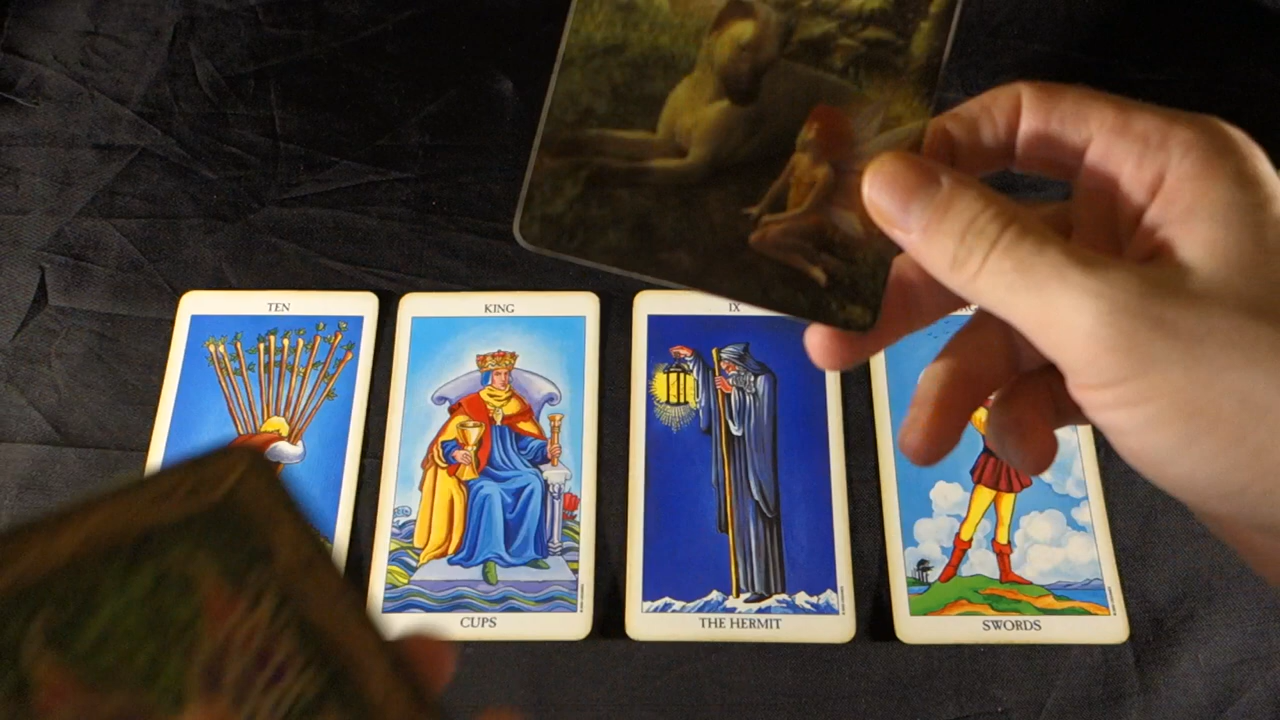 TEN
KING
IX
CUPS
THE HERMIT
SWORDS